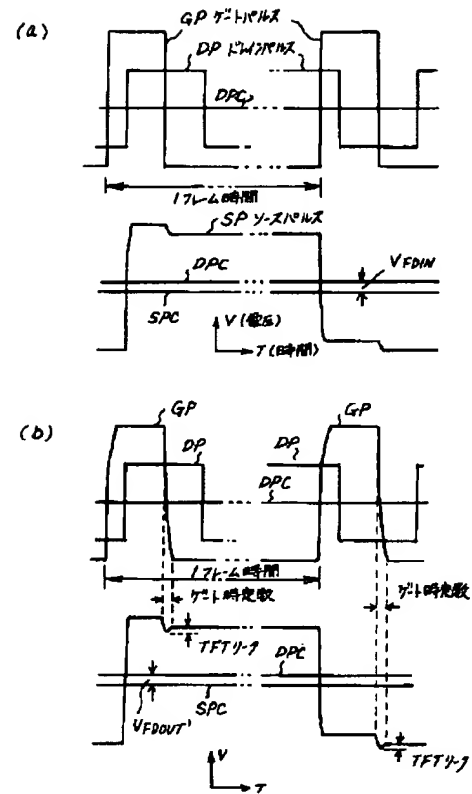 (a)
GP ゲートパルス
DP ドレインパルス
DPC
1フレーム時間
SP ソースパルス
DPC
VFDIN
SPC
V(電圧)
T(時間)
(b)
GP
GP
DP
DP
DPC
1フレーム時間
ゲート時定数
ゲート時定数
TFTリーク
DPC
VFDOUT'
SPC
TFTリーク
V
T